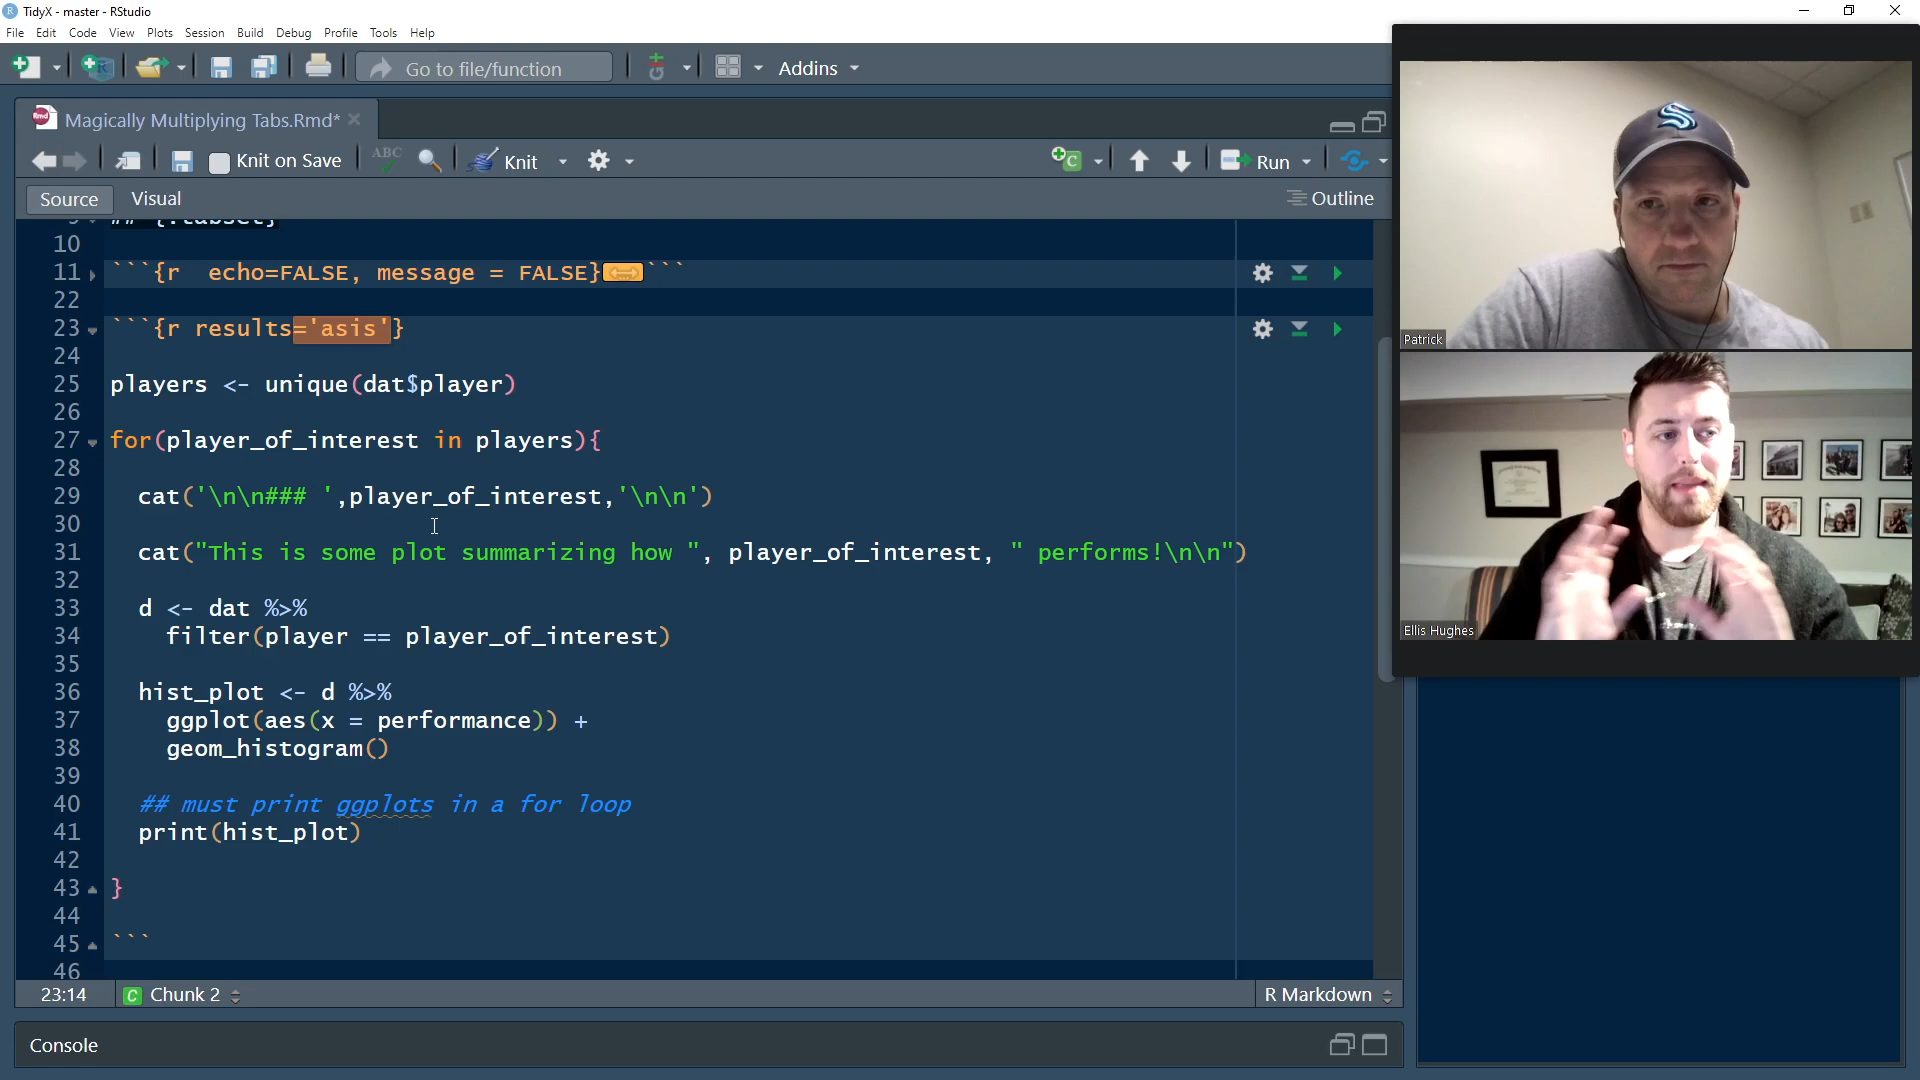 TidyX - master - RStudio
File Edit Code View Plots Session Build Debug Profile Tools Help
Go to file/function
Addins
Magically Multiplying Tabs.Rmd*
Knit on Save
ABC
Knit
Run
Source
Visual
Outline
9 ## {.tabset}
10
11 ```{r  echo=FALSE, message = FALSE}```
22
23 ```{r results='asis'}
24
25 players <- unique(dat$player)
26
27 for(player_of_interest in players){
28
29 cat('\n\n### ',player_of_interest,'\n\n')
30
31 cat("This is some plot summarizing how ", player_of_interest, " performs!\n\n")
32
33 d <- dat %>%
34 filter(player == player_of_interest)
35
36 hist_plot <- d %>%
37 ggplot(aes(x = performance)) +
38 geom_histogram()
39
40 ## must print ggplots in a for loop
41 print(hist_plot)
42
43 }
44
45 ```
46
23:14
Chunk 2
R Markdown
Console
Patrick
Ellis Hughes